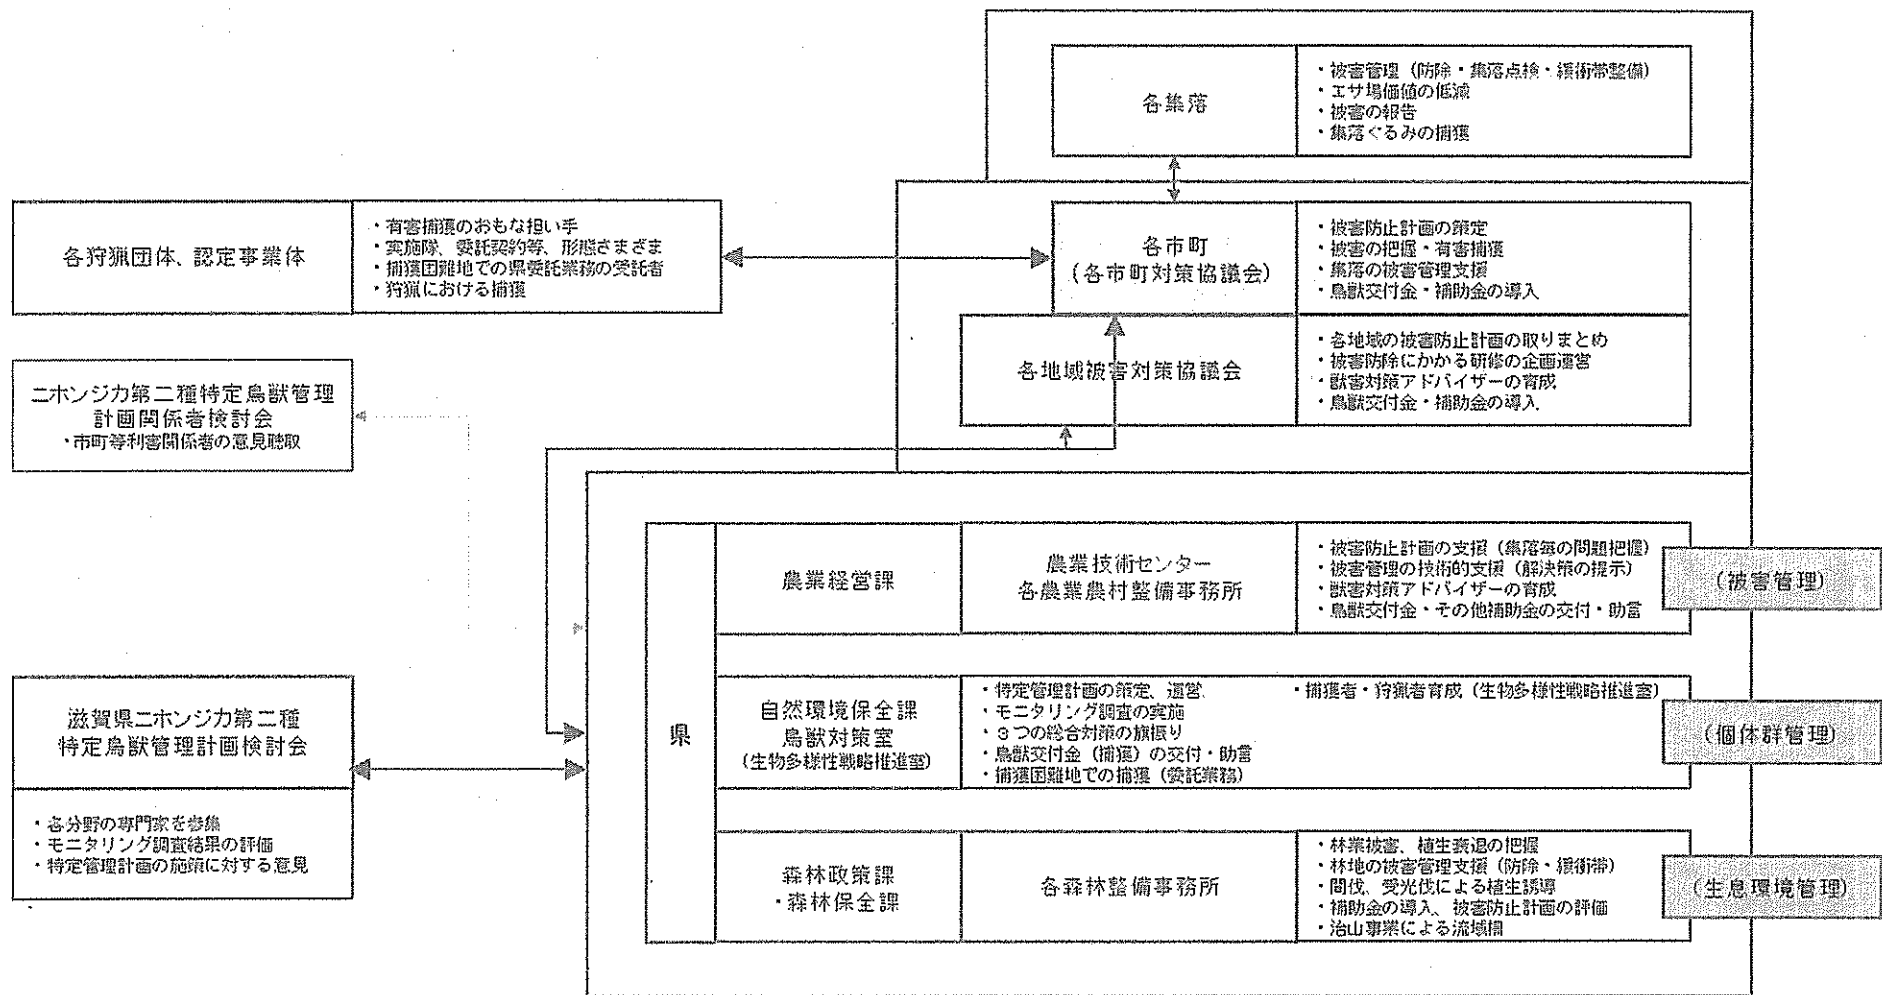 各集落
・被害管理（防除・集落点検・緩衝帯整備）
・エサ場価値の低減
・被害の報告
・集落ぐるみの捕獲
各狩猟団体、認定事業体
・有害捕獲のおもな担い手
・実施隊、委託契約等、形態さまざま
・捕獲困難地での県委託業務の受託者
・狩猟における捕獲
各市町
（各市町対策協議会）
・被害防止計画の策定
・被害の把握・有害捕獲
・集落の被害管理支援
・鳥獣交付金・補助金の導入
各地域被害対策協議会
・各地域の被害防止計画の取りまとめ
・被害防除にかかる研修の企画運営
・獣害対策アドバイザーの育成
・鳥獣交付金・補助金の導入
ニホンジカ第二種特定鳥獣管理
計画関係者検討会
・市町等利害関係者の意見聴取
県
農業経営課
農業技術センター
各農業農村整備事務所
・被害防止計画の支援（集落毎の問題把握）
・被害管理の技術的支援（解決策の提示）
・獣害対策アドバイザーの育成
・鳥獣交付金・その他補助金の交付・助言
（被害管理）
滋賀県ニホンジカ第二種
特定鳥獣管理計画検討会
・各分野の専門家を参集
・モニタリング調査結果の評価
・特定管理計画の施策に対する意見
自然環境保全課
鳥獣対策室
（生物多様性戦略推進室）
・特定管理計画の策定、運営
・捕獲者・狩猟者育成（生物多様性戦略推進室）
・モニタリング調査の実施
・３つの総合対策の旗振り
・鳥獣交付金（捕獲）の交付・助言
・捕獲困難地での捕獲（委託業務）
（個体群管理）
森林政策課
・森林保全課
各森林整備事務所
・林業被害、植生衰退の把握
・林地の被害管理支援（防除・緩衝帯）
・間伐、受光伐による植生誘導
・補助金の導入、被害防止計画の評価
・治山事業による流域
（生息環境管理）